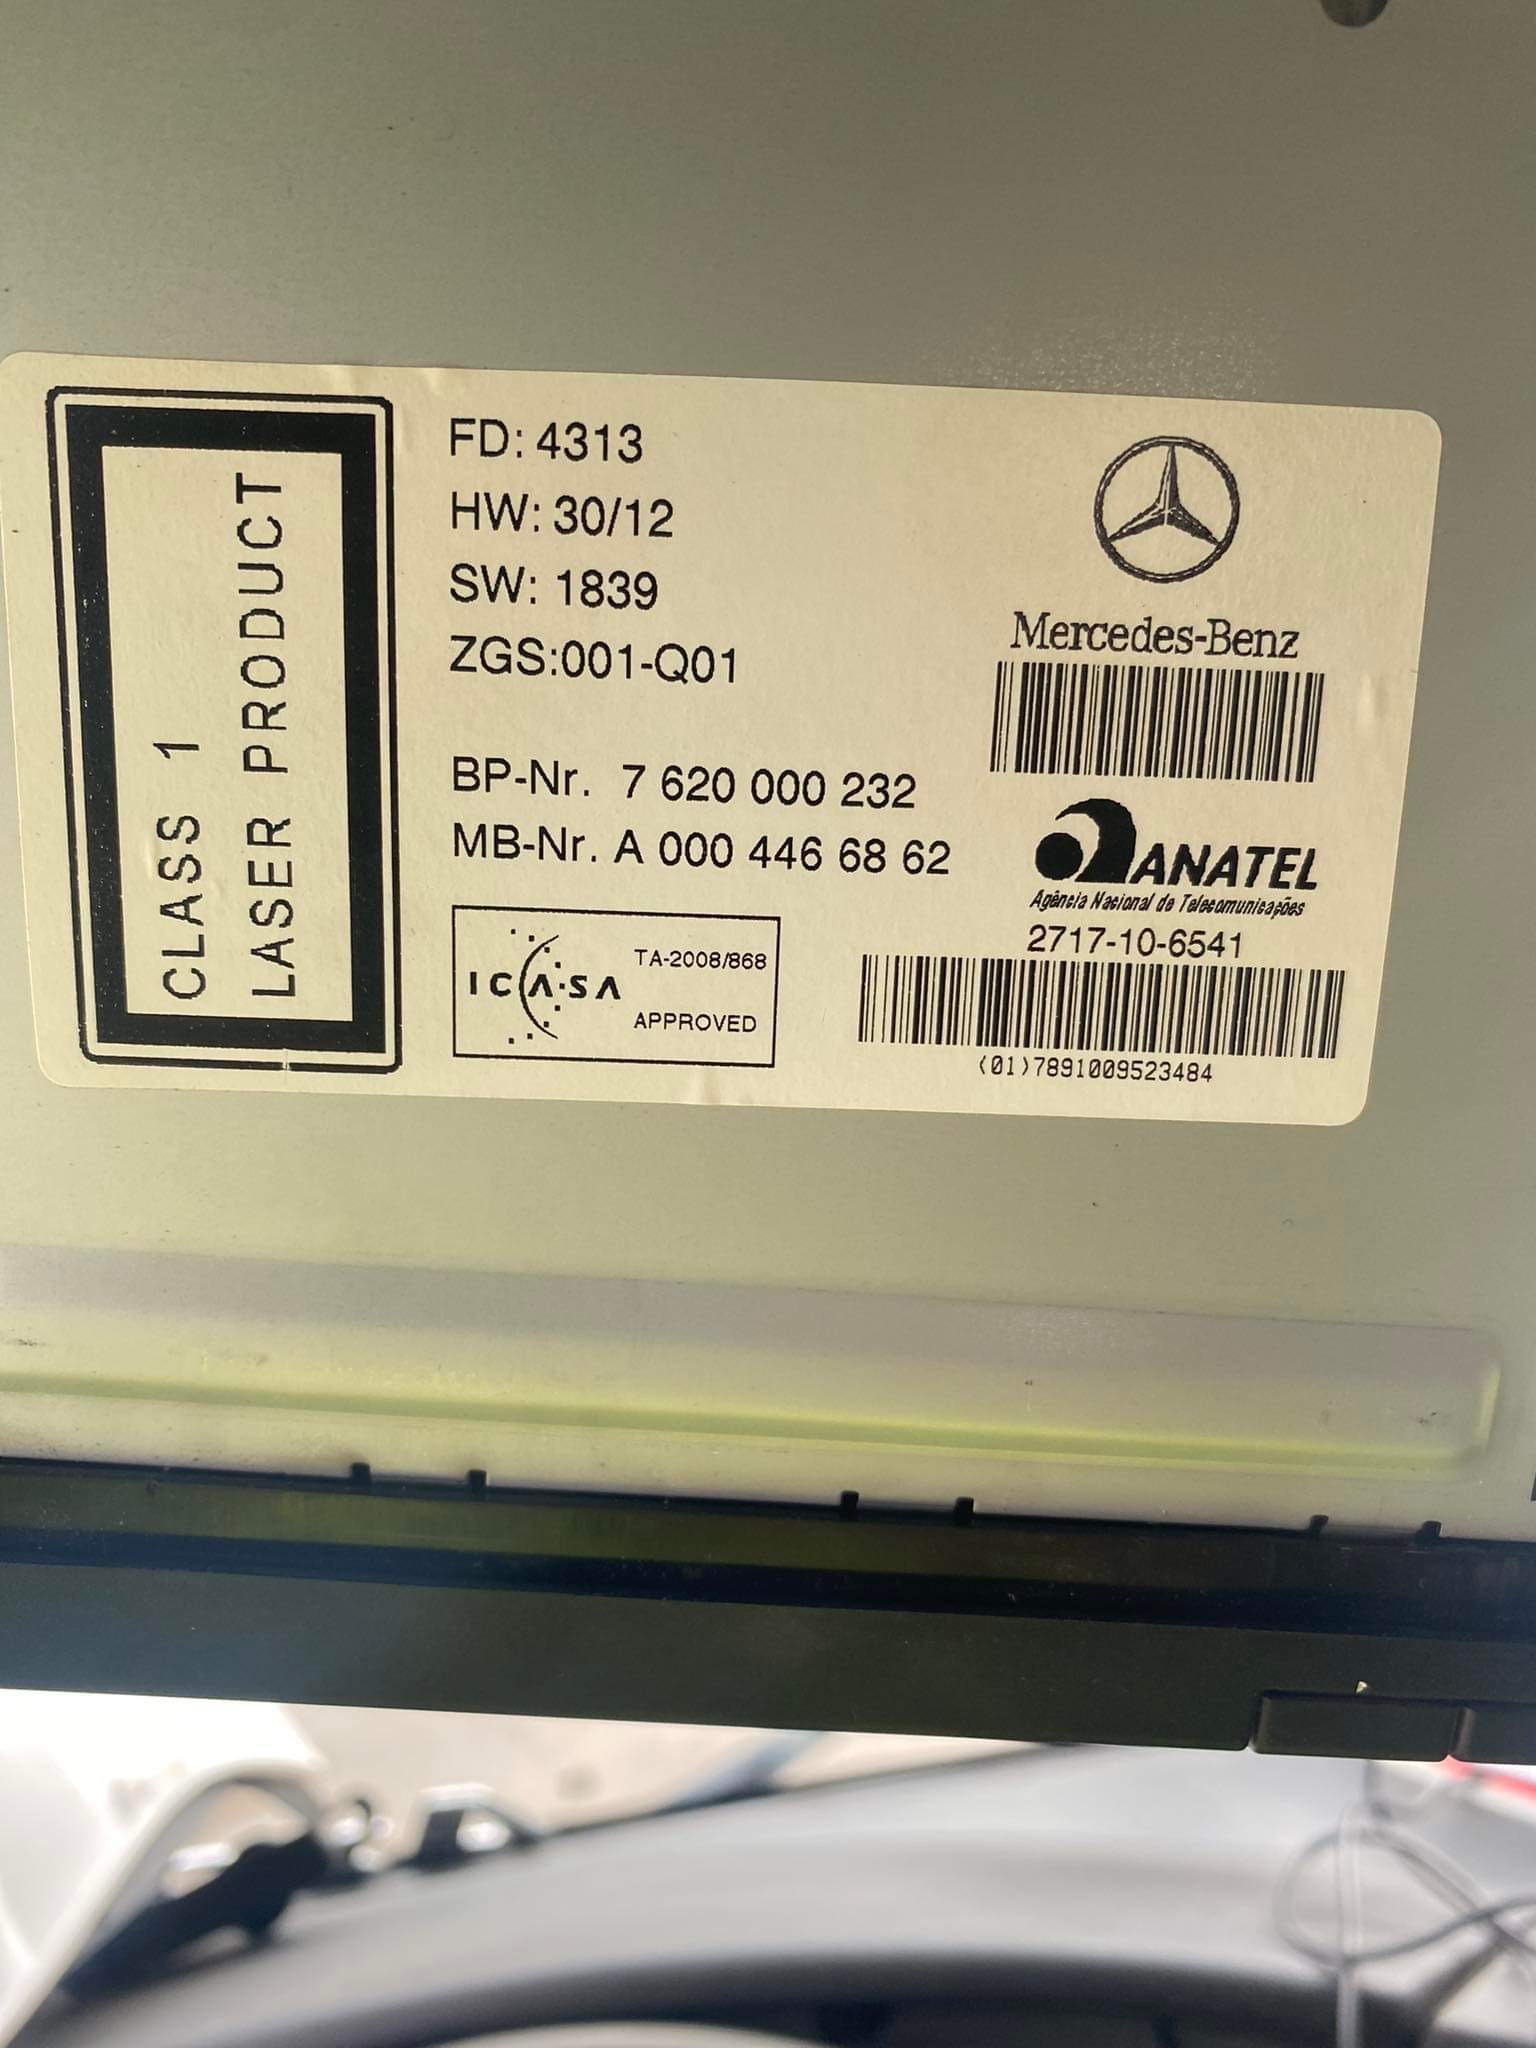 CLASS 1
LASER PRODUCT
FD: 4313
HW: 30/12
SW: 1839
ZGS:001-Q01
BP-Nr. 7 620 000 232
MB-Nr. A 000 446 68 62
ICASA
TA-2008/868
APPROVED
Mercedes-Benz
ANATEL
Agência Nacional de Telecomunicações
2717-10-6541
(01)7891009523484